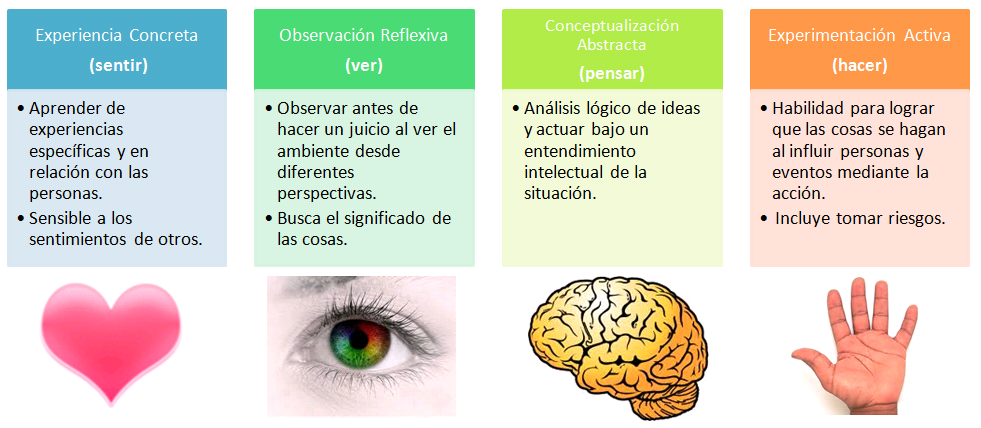 Experiencia Concreta
(sentir)
• Aprender de
experiencias
específicas y en
relación con las
personas.
• Sensible a los
sentimientos de otros.
Observación Reflexiva
(ver)
• Observar antes de
hacer un juicio al ver el
ambiente desde
diferentes
perspectivas.
• Busca el significado de
las cosas.
Conceptualización
Abstracta
(pensar)
• Análisis lógico de ideas
y actuar bajo un
entendimiento
intelectual de la
situación.
Experimentación Activa
(hacer)
• Habilidad para lograr
que las cosas se hagan
al influir personas y
eventos mediante la
acción.
• Incluye tomar riesgos.